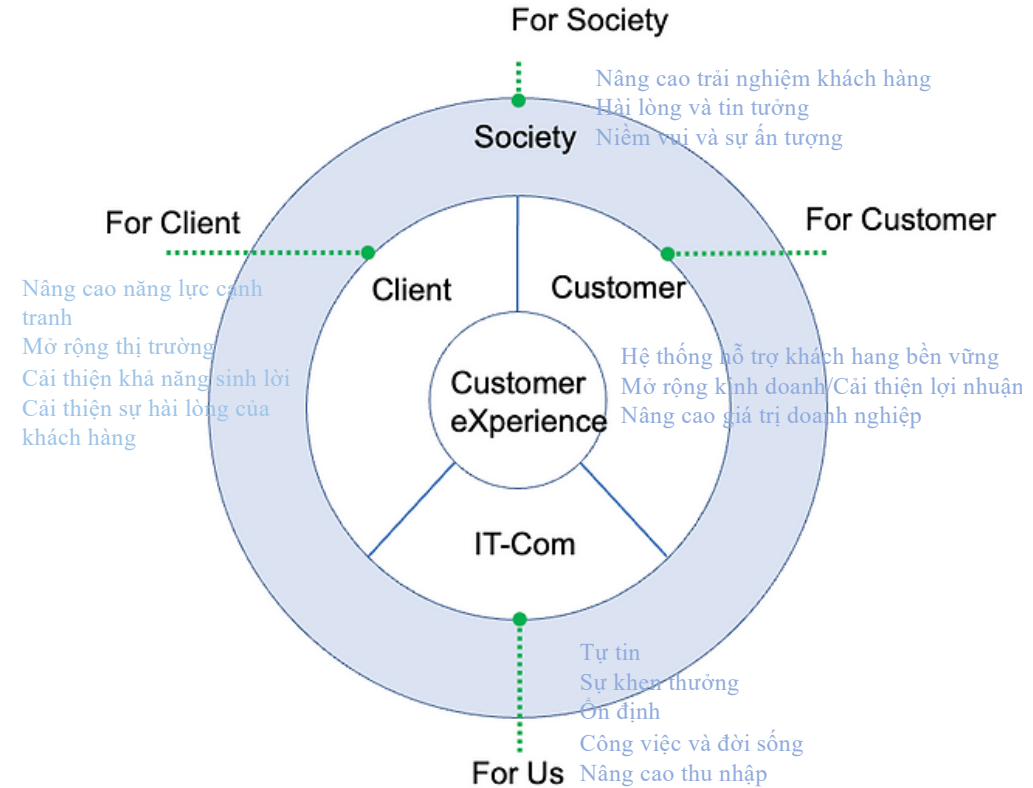 For Society
Nâng cao trải nghiệm khách hàng
Hài lòng và tin tưởng
Niềm vui và sự ấn tượng
Society
For Client
For Customer
Nâng cao năng lực cạnh
tranh
Mở rộng thị trường
Cải thiện khả năng sinh lời
Cải thiện sự hài lòng của
khách hàng
Client
Customer
Hệ thống hỗ trợ khách hang bền vững
Mở rộng kinh doanh/Cải thiện lợi nhuận
Nâng cao giá trị doanh nghiệp
Customer
eXperience
IT-Com
Tự tin
Sự khen thưởng
Ổn định
Công việc và đời sống
Nâng cao thu nhập
For Us